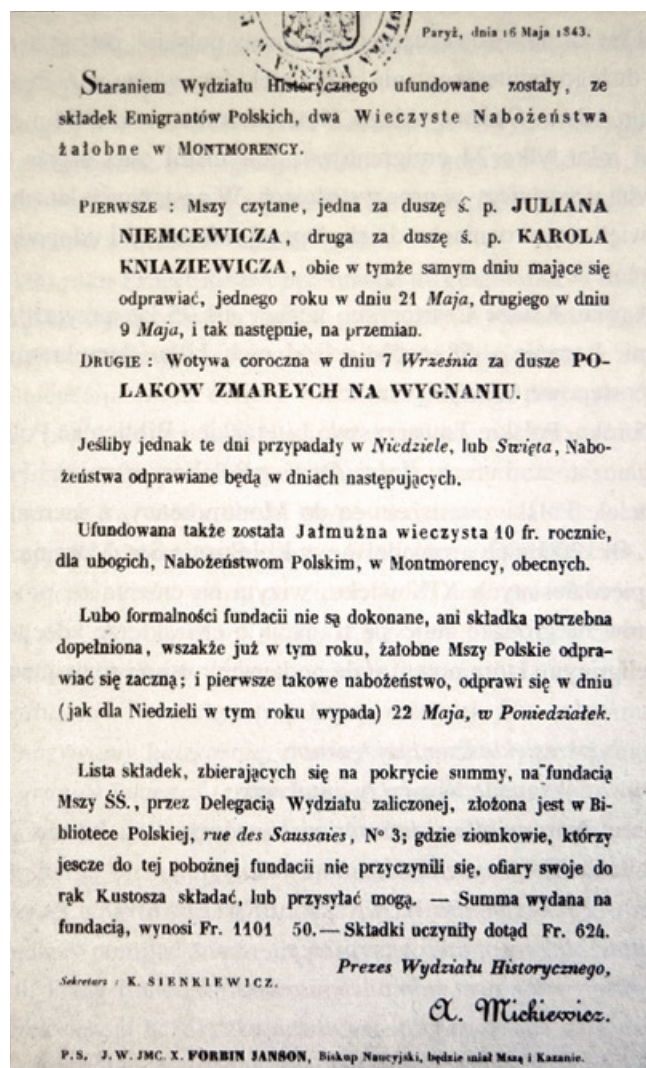 Paryż, dnia 16 Maja 1843.
Staraniem Wydziału Historycznego ufundowane zostały, ze
składek Emigrantów Polskich, dwa Wieczyste Nabożeństwa
żałobne w MONTMORENCY.
PIERWSZE : Mszy czytane, jedna za duszę ś. p. JULIANA
NIEMCEWICZA, druga za duszę ś. p. KAROLA
KNIAZIEWICZA, obie w tymże samym dniu mające się
odprawiać, jednego roku w dniu 21 Maja, drugiego w dniu
9 Maja, i tak następnie, na przemian.
DRUGIE : Wotywa coroczna w dniu 7 Września za dusze PO-
LAKOW ZMARŁYCH NA WYGNANIU.
Jeśliby jednak te dni przypadały w Niedziele, lub Swięta, Nabo-
żeństwa odprawiane będą w dniach następujących.
Ufundowana także została Jałmużna wieczysta 10 fr. rocznie,
dla ubogich, Nabożeństwom Polskim, w Montmorency, obecnych.
Lubo formalności fundacii nie są dokonane, ani składka potrzebna
dopełniona, wszakże już w tym roku, żałobne Mszy Polskie odpra-
wiać się zaczną; i pierwsze takowe nabożeństwo, odprawi się w dniu
(jak dla Niedzieli w tym roku wypada) 22 Maja, w Poniedziałek.
Lista składek, zbierających się na pokrycie summy, na fundacią
Mszy ŚŚ., przez Delegacią Wydziału zaliczonej, złożona jest w Bi-
bliotece Polskiej, rue des Saussaies, Nº 3; gdzie ziomkowie, którzy
jescze do tej pobożnej fundacii nie przyczynili się, ofiary swoje do
rąk Kustosza składać, lub przysyłać mogą. — Summa wydana na
fundacią, wynosi Fr. 1101 50.— Składki uczyniły dotąd Fr. 624.
Prezes Wydziału Historycznego,
Sekretarz : K. SIENKIEWICZ.
A. Mickiewicz.
P.S. J.W. JMC. X. FORBIN JANSON, Biskup Nancyjski, będzie miał Mszą i Kazanie.